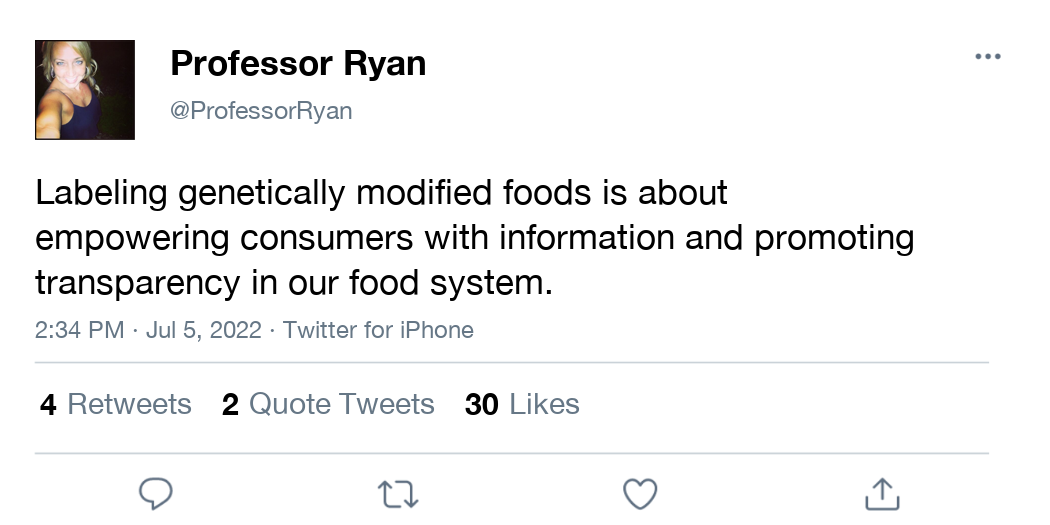 Professor Ryan
@ProfessorRyan
Labeling genetically modified foods is about
empowering consumers with information and promoting
transparency in our food system.
2:34 PM · Jul 5, 2022 · Twitter for iPhone
4 Retweets 2 Quote Tweets 30 Likes